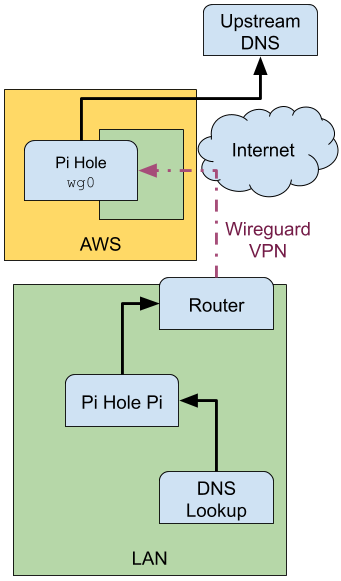 Upstream
DNS
Pi Hole
wg0
Internet
AWS
Wireguard
VPN
Router
Pi Hole Pi
DNS
Lookup
LAN